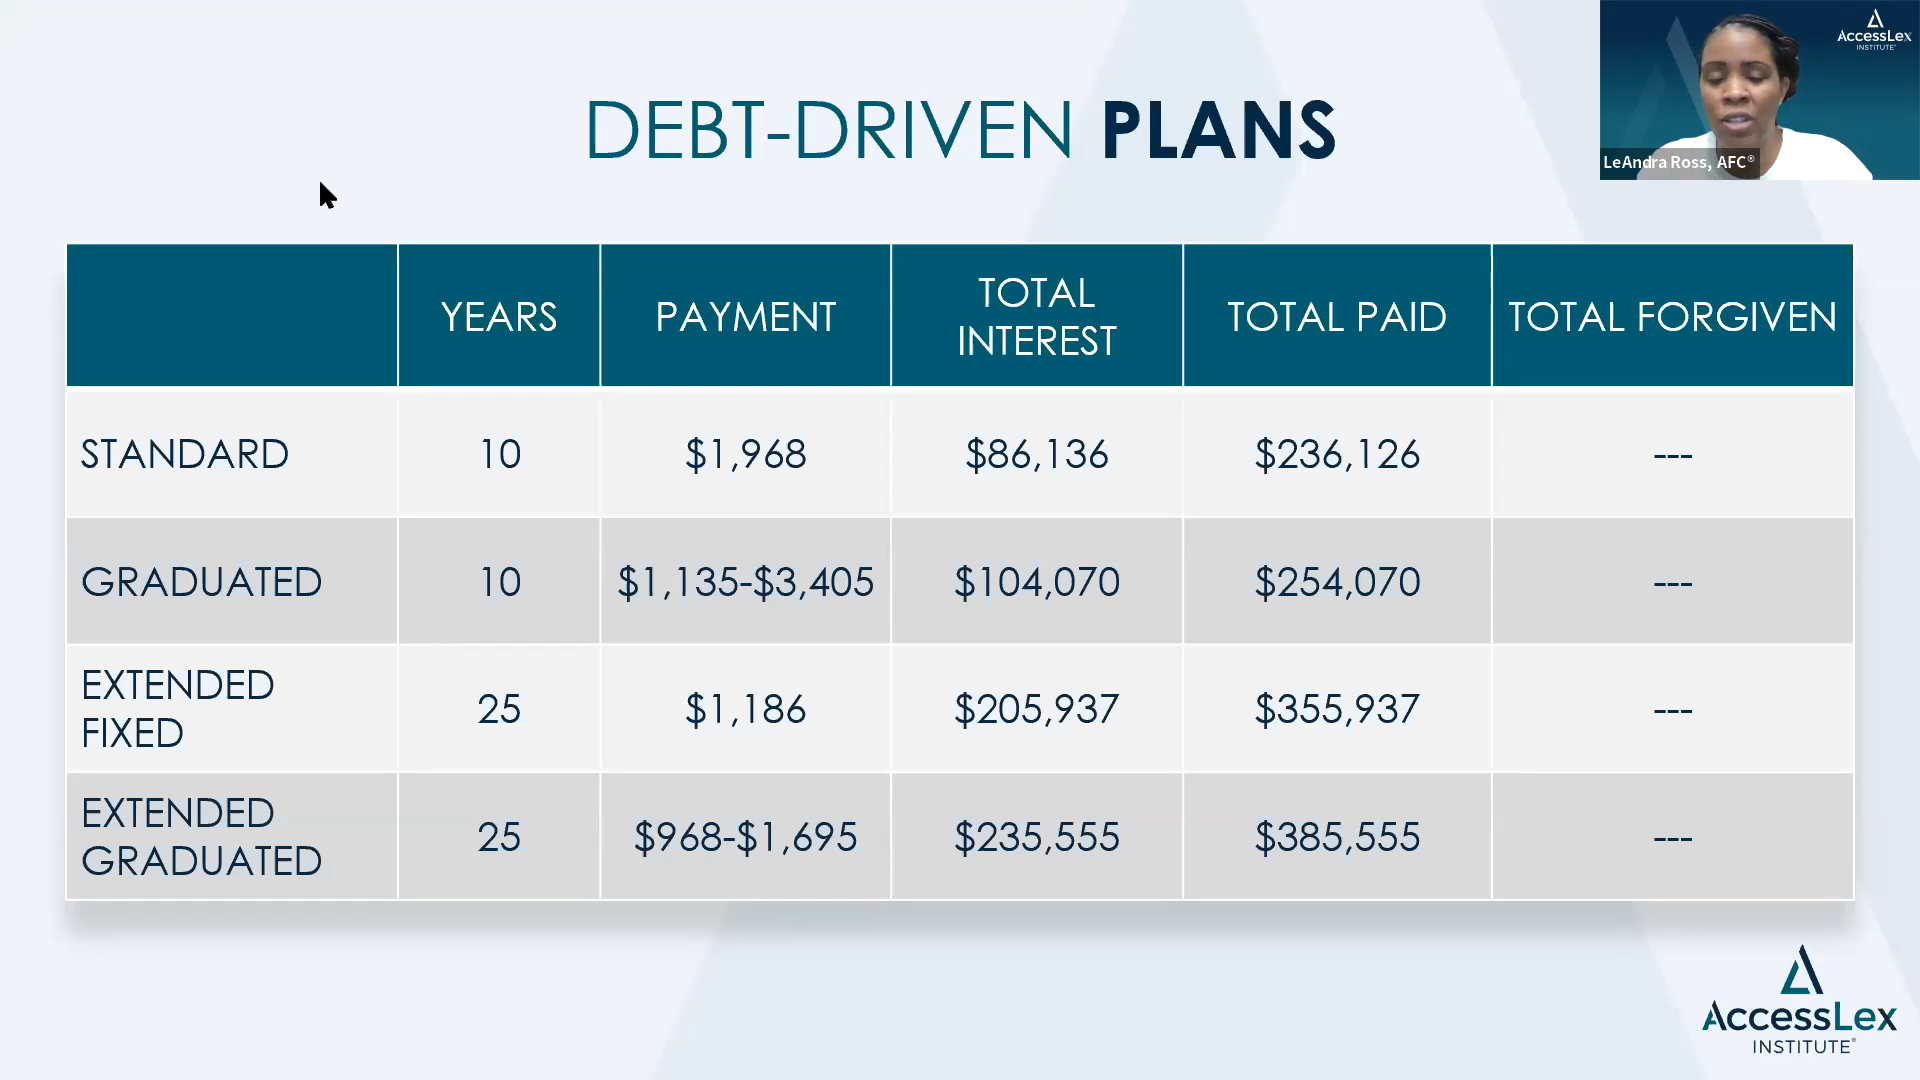 AccessLex
INSTITUTE®
LeAndra Ross, AFC®
DEBT-DRIVEN PLANS
YEARS
PAYMENT
TOTAL
INTEREST
TOTAL PAID
TOTAL FORGIVEN
STANDARD
10
$1,968
$86,136
$236,126
---
GRADUATED
10
$1,135-$3,405
$104,070
$254,070
---
EXTENDED
FIXED
25
$1,186
$205,937
$355,937
---
EXTENDED
GRADUATED
25
$968-$1,695
$235,555
$385,555
---
AccessLex
INSTITUTE®